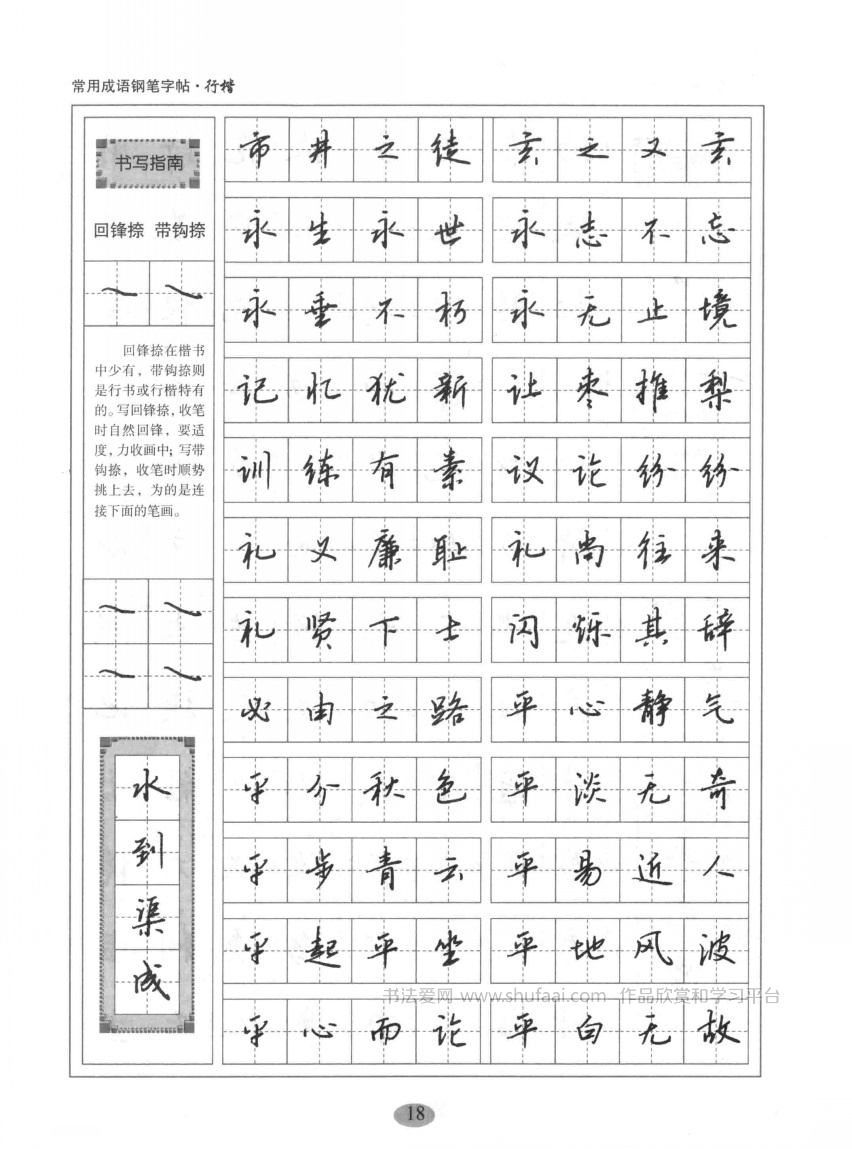 常用成语钢笔字帖·行楷
书写指南
回锋捺 带钩捺
回锋捺在楷书
中少有，带钩捺则
是行书或行楷特有
的。写回锋捺，收笔
时自然回锋，要适
度，力收画中；写带
钩捺，收笔时顺势
挑上去，为的是连
接下面的笔画。
水到渠成
市井之徒 玄之又玄
永生永世 永志不忘
永垂不朽 永无止境
记忆犹新 让枣推梨
训练有素 议论纷纷
礼义廉耻 礼尚往来
礼贤下士 闪烁其辞
必由之路 平心静气
平分秋色 平淡无奇
平步青云 平易近人
平起平坐 平地风波
平心而论 平白无故
书法爱网 www.shufaai.com 作品欣赏和学习平台
18